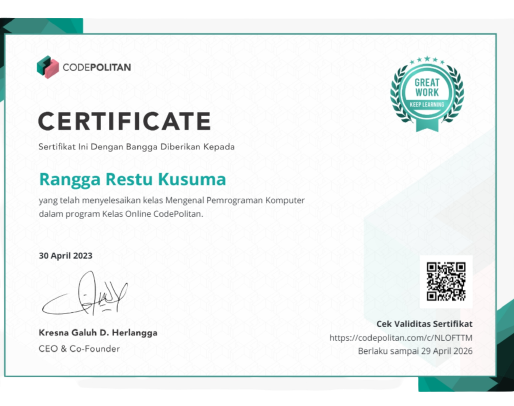 CODEPOLITAN
GREAT
WORK
KEEP LEARNING
CERTIFICATE
Sertifikat Ini Dengan Bangga Diberikan Kepada
Rangga Restu Kusuma
yang telah menyelesaikan kelas Mengenal Pemrograman Komputer
dalam program Kelas Online CodePolitan.
30 April 2023
Kresna Galuh D. Herlangga
CEO & Co-Founder
Cek Validitas Sertifikat
https://codepolitan.com/c/NLOFTTM
Berlaku sampai 29 April 2026